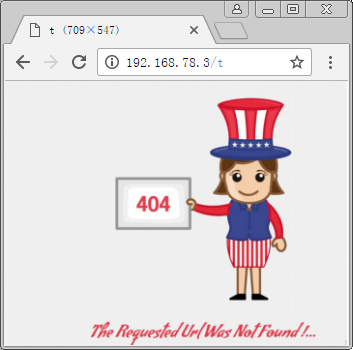 t (709×547)
192.168.78.3/t
404
The Requested Url Was Not Found !...